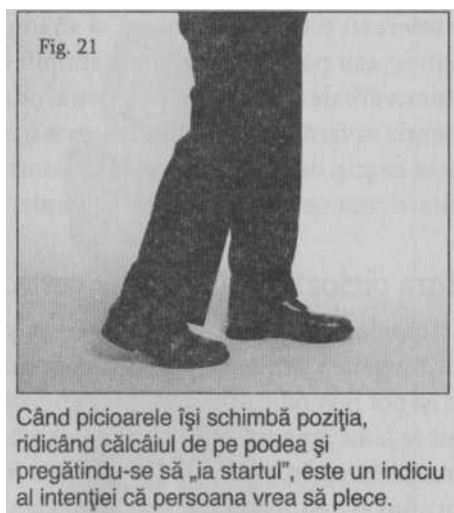 Fig. 21
Când picioarele îşi schimbă poziţia,
ridicând călcâiul de pe podea şi
pregătindu-se să „ia startul”, este un indiciu
al intenţiei că persoana vrea să plece.